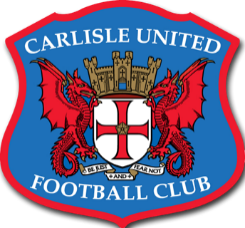 CARLISLE UNITED
BE JUST
AND
FEAR NOT
FOOTBALL CLUB